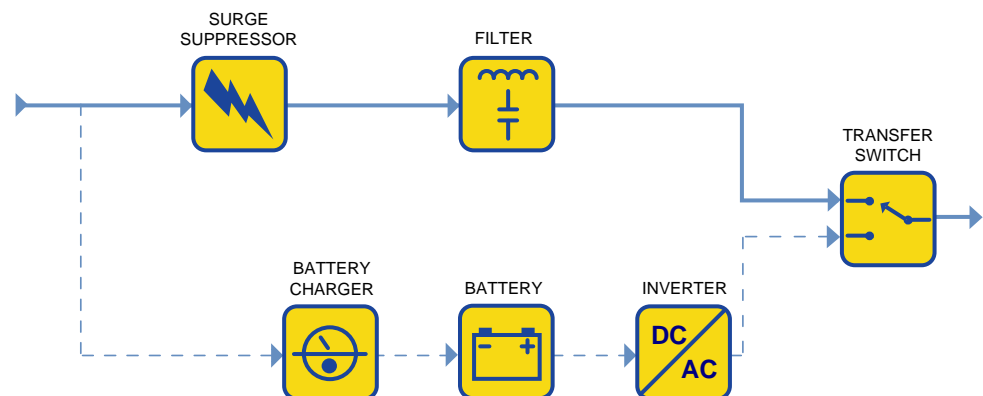 SURGE
SUPPRESSOR
FILTER
TRANSFER
SWITCH
BATTERY
CHARGER
BATTERY
INVERTER
DC
AC